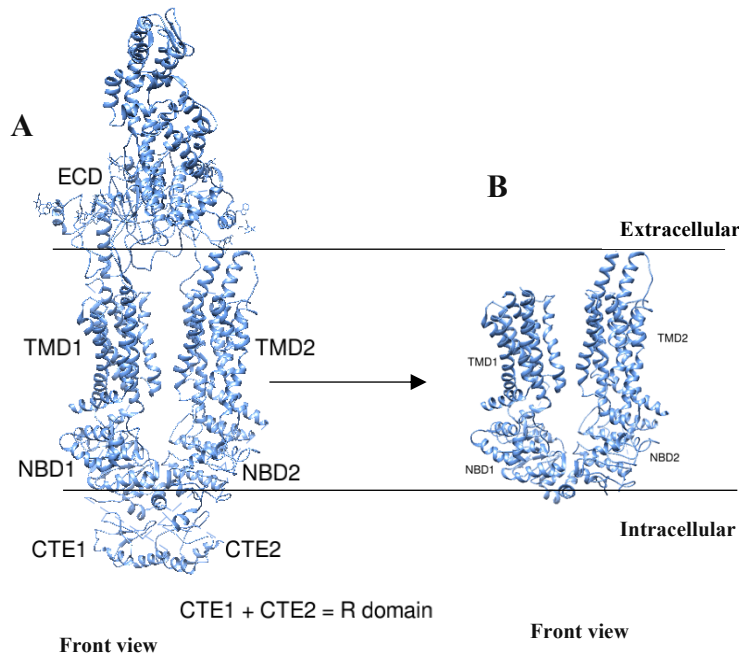 A
ECD
B
Extracellular
TMD1
TMD2
TMD1
TMD2
NBD1
NBD2
NBD1
NBD2
Intracellular
CTE1
CTE2
CTE1 + CTE2 = R domain
Front view
Front view